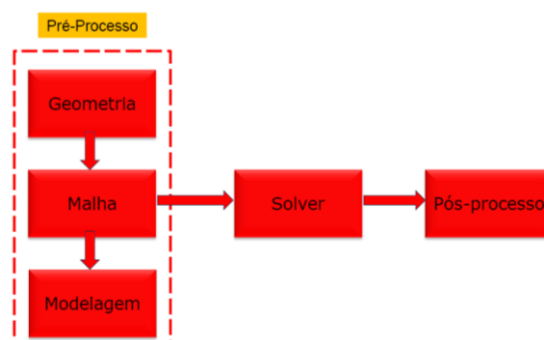 Pré-Processo
Geometria
Malha
Solver
Pós-processo
Modelagem